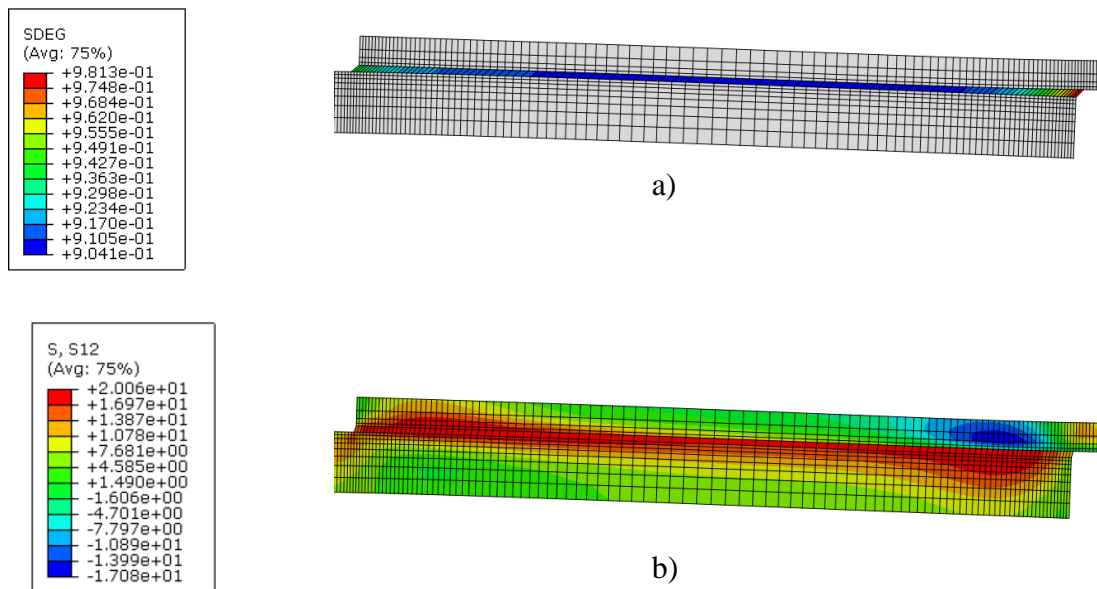 SDEG
(Avg: 75%)
+9.813e-01
+9.748e-01
+9.684e-01
+9.620e-01
+9.555e-01
+9.491e-01
+9.427e-01
+9.363e-01
+9.298e-01
+9.234e-01
+9.170e-01
+9.105e-01
+9.041e-01
a)
S, S12
(Avg: 75%)
+2.006e+01
+1.697e+01
+1.387e+01
+1.078e+01
+7.681e+00
+4.585e+00
+1.490e+00
-1.606e+00
-4.701e+00
-7.797e+00
-1.089e+01
-1.399e+01
-1.708e+01
b)